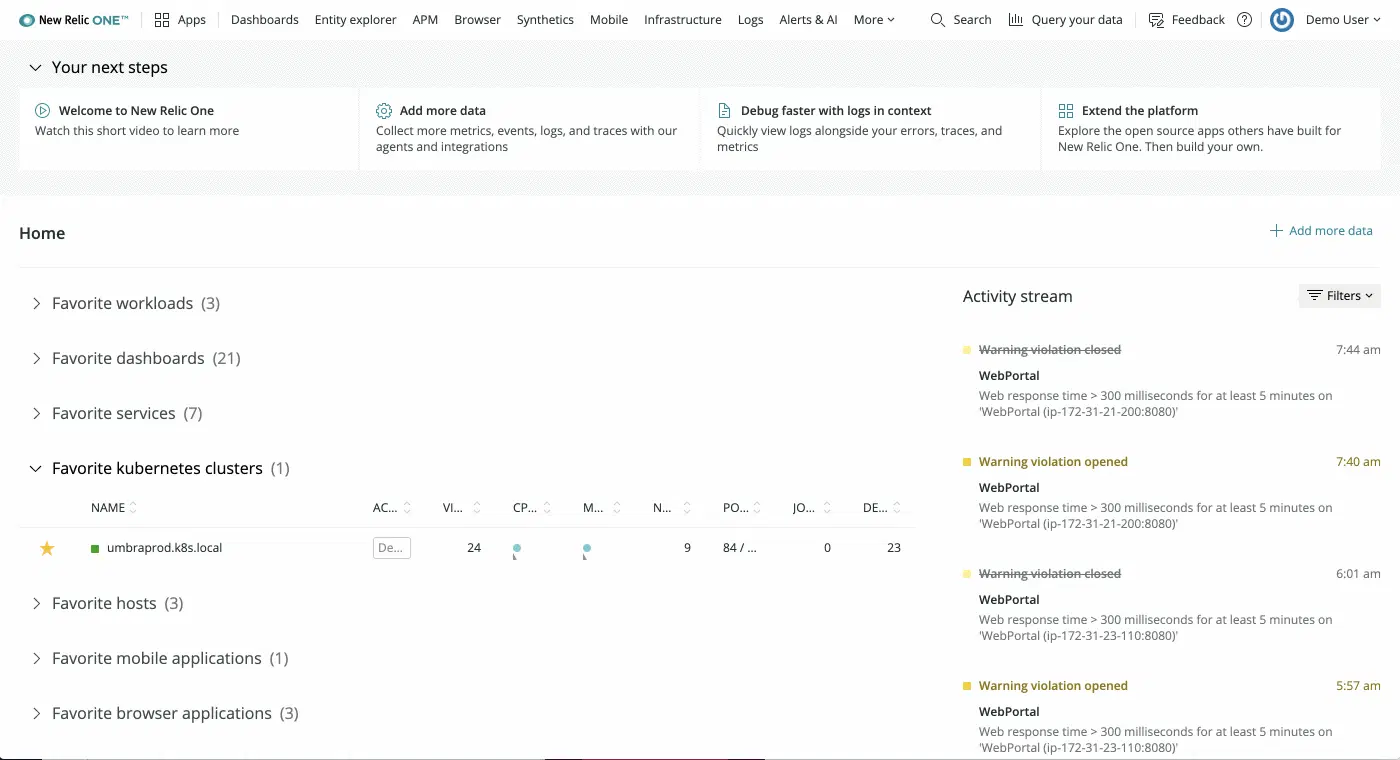 New Relic ONE™ Apps Dashboards Entity explorer APM Browser Synthetics Mobile Infrastructure Logs Alerts & AI More Search Query your data Feedback ? Demo User
Your next steps
Welcome to New Relic One
Watch this short video to learn more
Add more data
Collect more metrics, events, logs, and traces with our
agents and integrations
Debug faster with logs in context
Quickly view logs alongside your errors, traces, and
metrics
Extend the platform
Explore the open source apps others have built for
New Relic One. Then build your own.
Home
Add more data
Favorite workloads (3)
Favorite dashboards (21)
Favorite services (7)
Favorite kubernetes clusters (1)
NAME AC... VI... CP... M... N... PO... JO... DE...
umbraprod.k8s.local De... 24 9 84 / ... 0 23
Favorite hosts (3)
Favorite mobile applications (1)
Favorite browser applications (3)
Activity stream
Filters
Warning violation closed 7:44 am
WebPortal
Web response time > 300 milliseconds for at least 5 minutes on
'WebPortal (ip-172-31-21-200:8080)'
Warning violation opened 7:40 am
WebPortal
Web response time > 300 milliseconds for at least 5 minutes on
'WebPortal (ip-172-31-21-200:8080)'
Warning violation closed 6:01 am
WebPortal
Web response time > 300 milliseconds for at least 5 minutes on
'WebPortal (ip-172-31-23-110:8080)'
Warning violation opened 5:57 am
WebPortal
Web response time > 300 milliseconds for at least 5 minutes on
'WebPortal (ip-172-31-23-110:8080)'